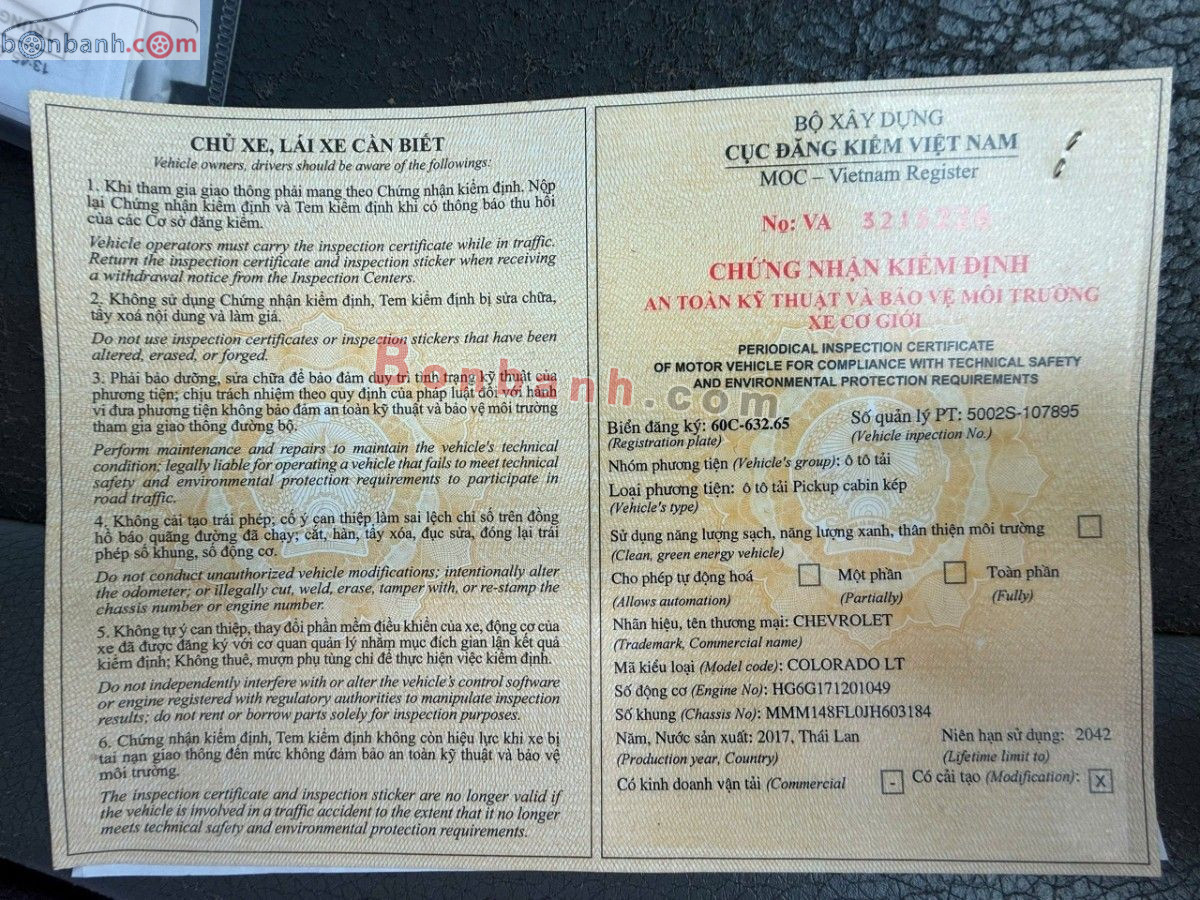 bonbanh.com
CHỦ XE, LÁI XE CẦN BIẾT
Vehicle owners, drivers should be aware of the followings:
1. Khi tham gia giao thông phải mang theo Chứng nhận kiểm định. Nộp
lại Chứng nhận kiểm định và Tem kiểm định khi có thông báo thu hồi
của các Cơ sở đăng kiểm.
Vehicle operators must carry the inspection certificate while in traffic.
Return the inspection certificate and inspection sticker when receiving
a withdrawal notice from the Inspection Centers.
2. Không sử dụng Chứng nhận kiểm định, Tem kiểm định bị sửa chữa,
tẩy xoá nội dung và làm giả.
Do not use inspection certificates or inspection stickers that have been
altered, erased, or forged.
3. Phải bảo dưỡng, sửa chữa để bảo đảm duy trì tình trạng kỹ thuật của
phương tiện; chịu trách nhiệm theo quy định của pháp luật đối với hành
vi đưa phương tiện không bảo đảm an toàn kỹ thuật và bảo vệ môi trường
tham gia giao thông đường bộ.
Perform maintenance and repairs to maintain the vehicle's technical
condition; legally liable for operating a vehicle that fails to meet technical
safety and environmental protection requirements to participate in
road traffic.
4. Không cải tạo trái phép; cố ý can thiệp làm sai lệch chỉ số trên đồng
hồ báo quãng đường đã chạy; cắt, hàn, tẩy xóa, đục sửa, đóng lại trái
phép số khung, số động cơ.
Do not conduct unauthorized vehicle modifications; intentionally alter
the odometer; or illegally cut, weld, erase, tamper with, or re-stamp the
chassis number or engine number.
5. Không tự ý can thiệp, thay đổi phần mềm điều khiển của xe, động cơ của
xe đã được đăng ký với cơ quan quản lý nhằm mục đích gian lận kết quả
kiểm định; Không thuê, mượn phụ tùng chỉ để thực hiện việc kiểm định.
Do not independently interfere with or alter the vehicle's control software
or engine registered with regulatory authorities to manipulate inspection
results; do not rent or borrow parts solely for inspection purposes.
6. Chứng nhận kiểm định, Tem kiểm định không còn hiệu lực khi xe bị
tai nạn giao thông đến mức không đảm bảo an toàn kỹ thuật và bảo vệ
môi trường.
The inspection certificate and inspection sticker are no longer valid if
the vehicle is involved in a traffic accident to the extent that it no longer
meets technical safety and environmental protection requirements.
BỘ XÂY DỰNG
CỤC ĐĂNG KIỂM VIỆT NAM
MOC – Vietnam Register
No: VA
CHỨNG NHẬN KIỂM ĐỊNH
AN TOÀN KỸ THUẬT VÀ BẢO VỆ MÔI TRƯỜNG
XE CƠ GIỚI
PERIODICAL INSPECTION CERTIFICATE
OF MOTOR VEHICLE FOR COMPLIANCE WITH TECHNICAL SAFETY
AND ENVIRONMENTAL PROTECTION REQUIREMENTS
Bonbanh.com
Biển đăng ký: 60C-632.65 Số quản lý PT: 5002S-107895
(Registration plate) (Vehicle inspection No.)
Nhóm phương tiện (Vehicle's group): ô tô tải
Loại phương tiện: ô tô tải Pickup cabin kép
(Vehicle's type)
Sử dụng năng lượng sạch, năng lượng xanh, thân thiện môi trường
(Clean, green energy vehicle)
Cho phép tự động hoá Một phần Toàn phần
(Allows automation) (Partially) (Fully)
Nhãn hiệu, tên thương mại: CHEVROLET
(Trademark, Commercial name)
Mã kiểu loại (Model code): COLORADO LT
Số động cơ (Engine No): HG6G171201049
Số khung (Chassis No): MMM148FL0JH603184
Năm, Nước sản xuất: 2017, Thái Lan Niên hạn sử dụng: 2042
(Production year, Country) (Lifetime limit to)
Có kinh doanh vận tải (Commercial - Có cải tạo (Modification): X